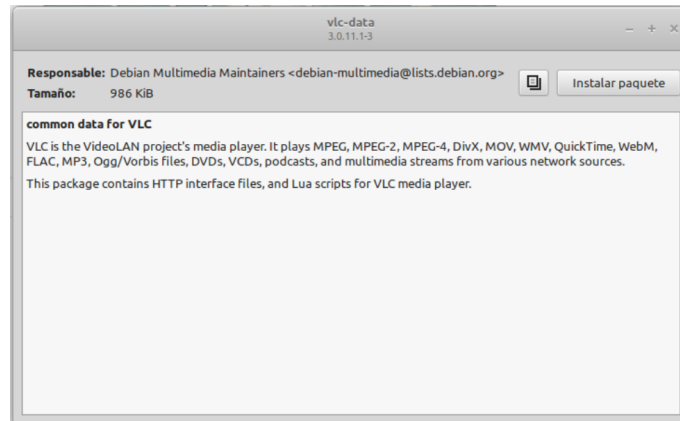 vlc-data
3.0.11.1-3
Responsable: Debian Multimedia Maintainers <debian-multimedia@lists.debian.org>
Tamaño: 986 KiB
Instalar paquete
common data for VLC
VLC is the VideoLAN project's media player. It plays MPEG, MPEG-2, MPEG-4, DivX, MOV, WMV, QuickTime, WebM,
FLAC, MP3, Ogg/Vorbis files, DVDs, VCDs, podcasts, and multimedia streams from various network sources.
This package contains HTTP interface files, and Lua scripts for VLC media player.